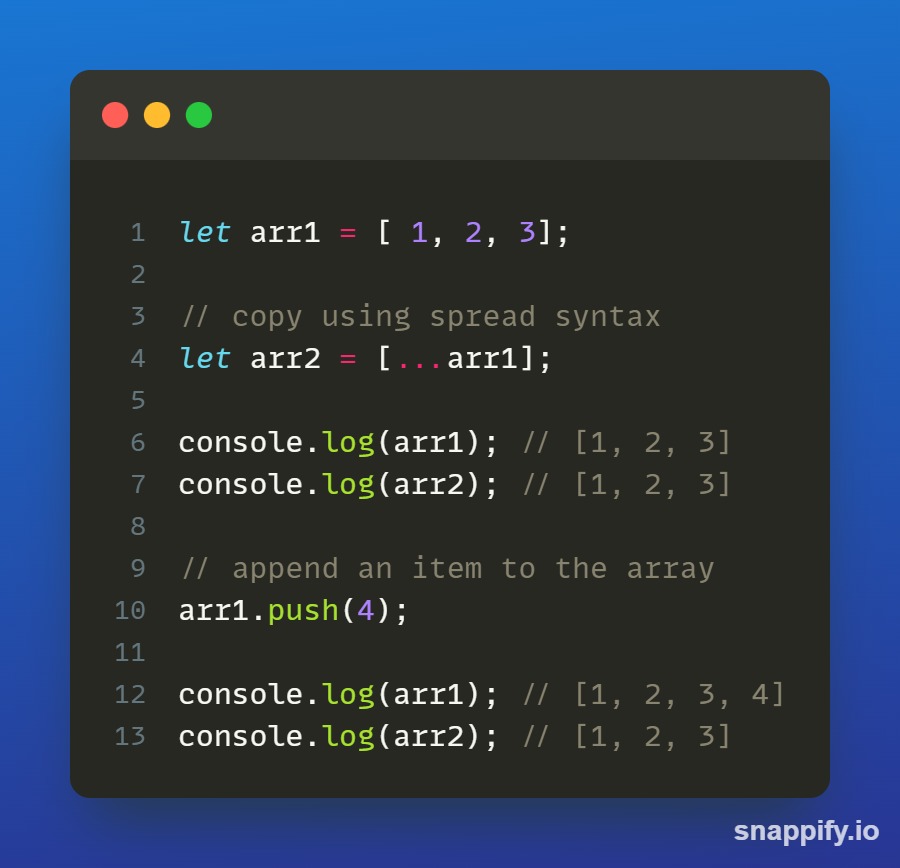 1 let arr1 = [ 1, 2, 3];
2
3 // copy using spread syntax
4 let arr2 = [...arr1];
5
6 console.log(arr1); // [1, 2, 3]
7 console.log(arr2); // [1, 2, 3]
8
9 // append an item to the array
10 arr1.push(4);
11
12 console.log(arr1); // [1, 2, 3, 4]
13 console.log(arr2); // [1, 2, 3]
snappify.io